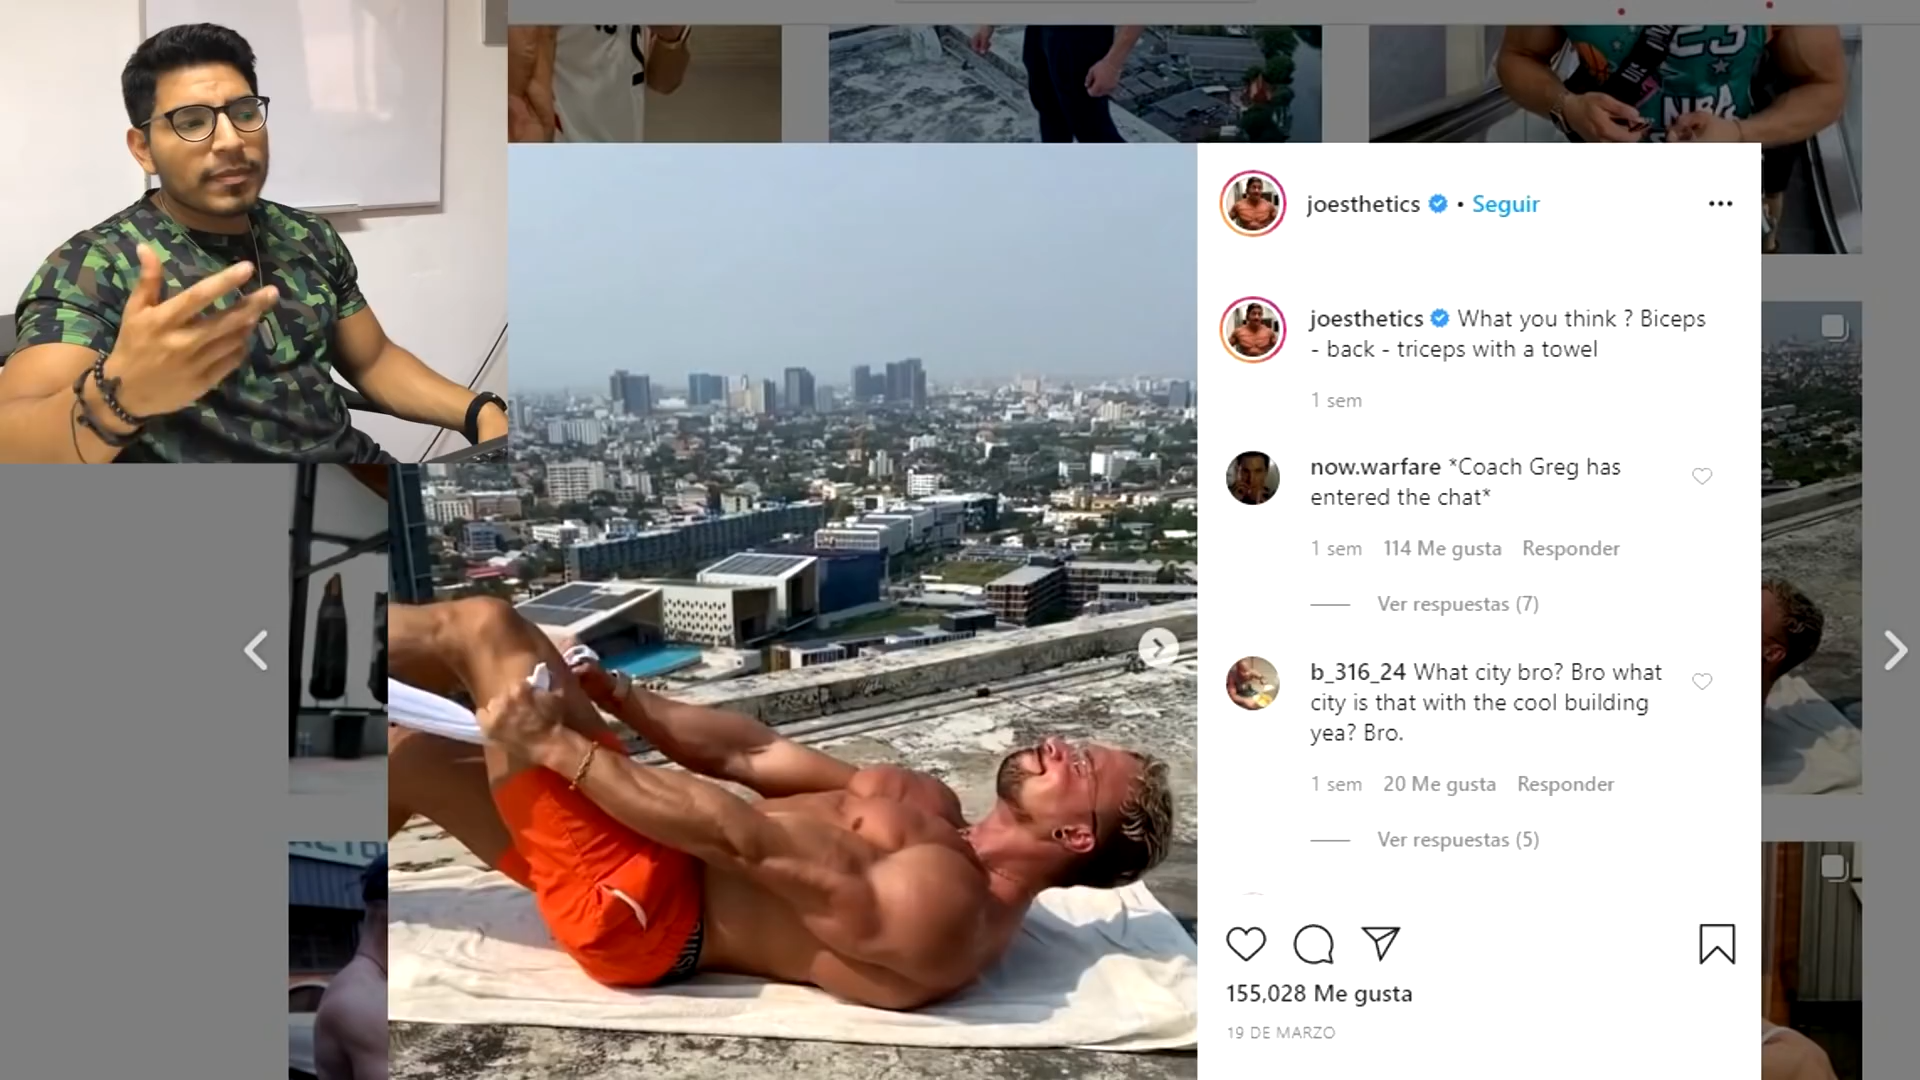 23
NBA
joesthetics • Seguir
joesthetics What you think ? Biceps
- back - triceps with a towel
1 sem
now.warfare *Coach Greg has
entered the chat*
1 sem 114 Me gusta Responder
Ver respuestas (7)
b_316_24 What city bro? Bro what
city is that with the cool building
yea? Bro.
1 sem 20 Me gusta Responder
Ver respuestas (5)
155,028 Me gusta
19 DE MARZO